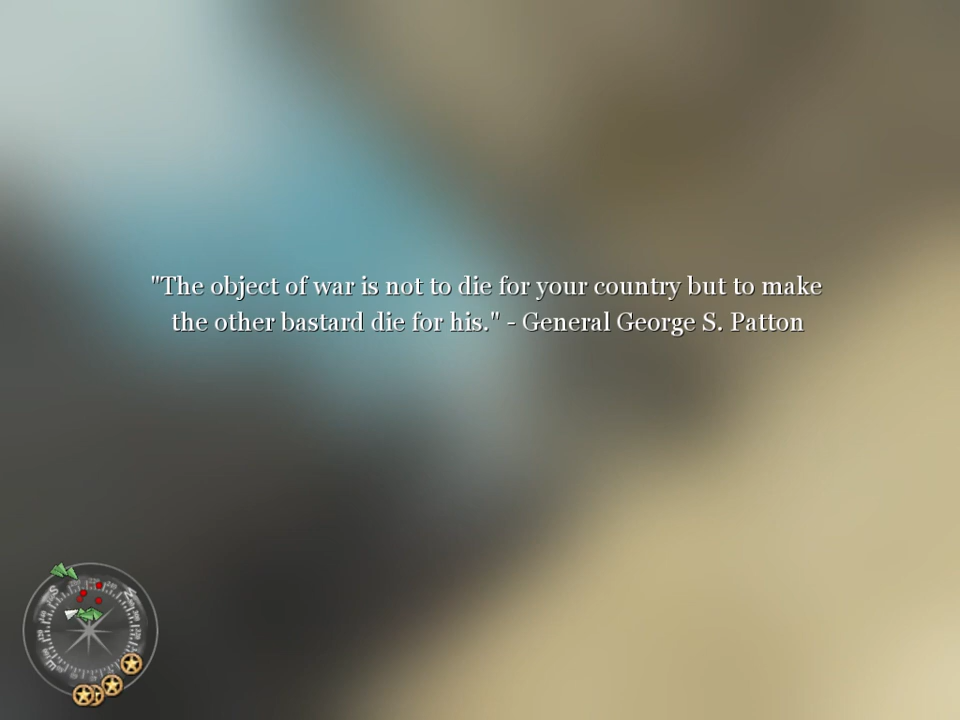 "The object of war is not to die for your country but to make
the other bastard die for his." - General George S. Patton